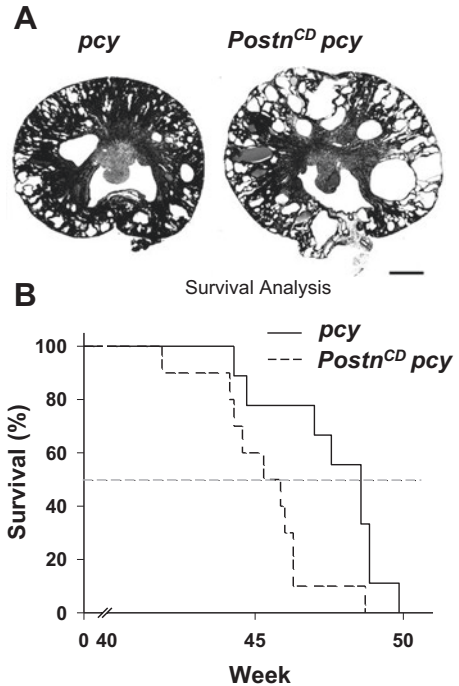 A
pcy
Postn^CD pcy
Survival Analysis
B
pcy
Postn^CD pcy
Survival (%)
100
80
60
40
20
0
0 40 45 50
Week